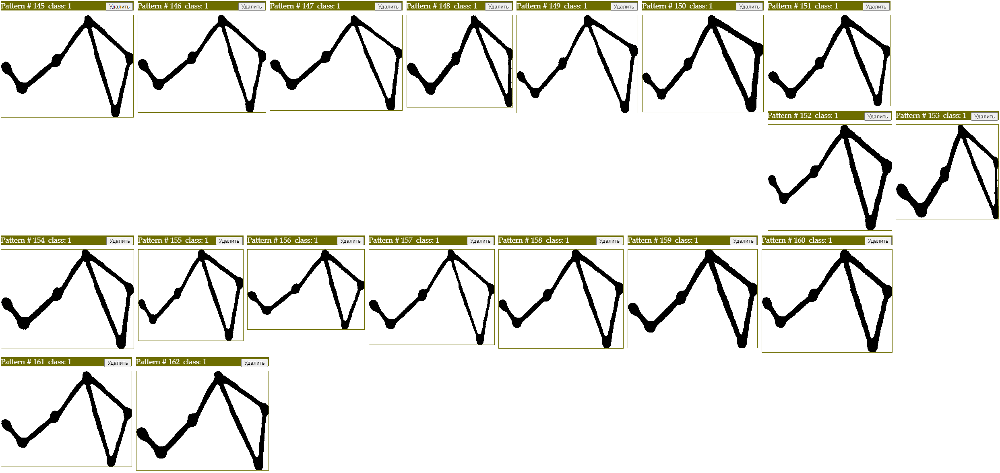 Pattern # 145 class: 1 Удалить
Pattern # 146 class: 1 Удалить
Pattern # 147 class: 1 Удалить
Pattern # 148 class: 1 Удалить
Pattern # 149 class: 1 Удалить
Pattern # 150 class: 1 Удалить
Pattern # 151 class: 1 Удалить
Pattern # 152 class: 1 Удалить
Pattern # 153 class: 1 Удалить
Pattern # 154 class: 1 Удалить
Pattern # 155 class: 1 Удалить
Pattern # 156 class: 1 Удалить
Pattern # 157 class: 1 Удалить
Pattern # 158 class: 1 Удалить
Pattern # 159 class: 1 Удалить
Pattern # 160 class: 1 Удалить
Pattern # 161 class: 1 Удалить
Pattern # 162 class: 1 Удалить